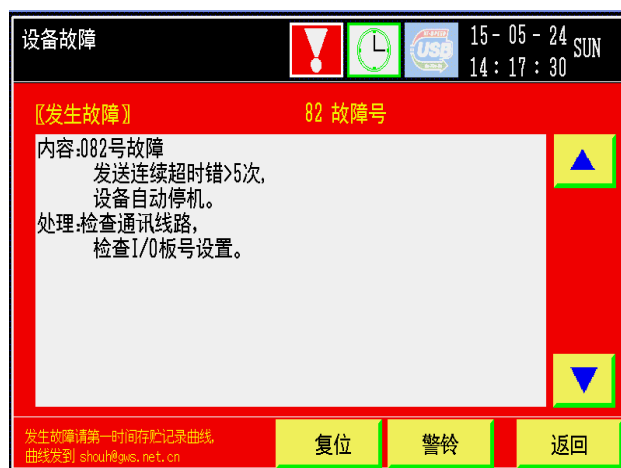 设备故障
HI-SPEED
USB
15- 05 - 24 SUN
14: 17: 30
〖发生故障〗 82 故障号
内容:082号故障
发送连续超时错>5次,
设备自动停机。
处理:检查通讯线路,
检查I/0板号设置。
发生故障请第一时间存贮记录曲线,
曲线发到 shouh@gws.net.cn
复位 警铃 返回